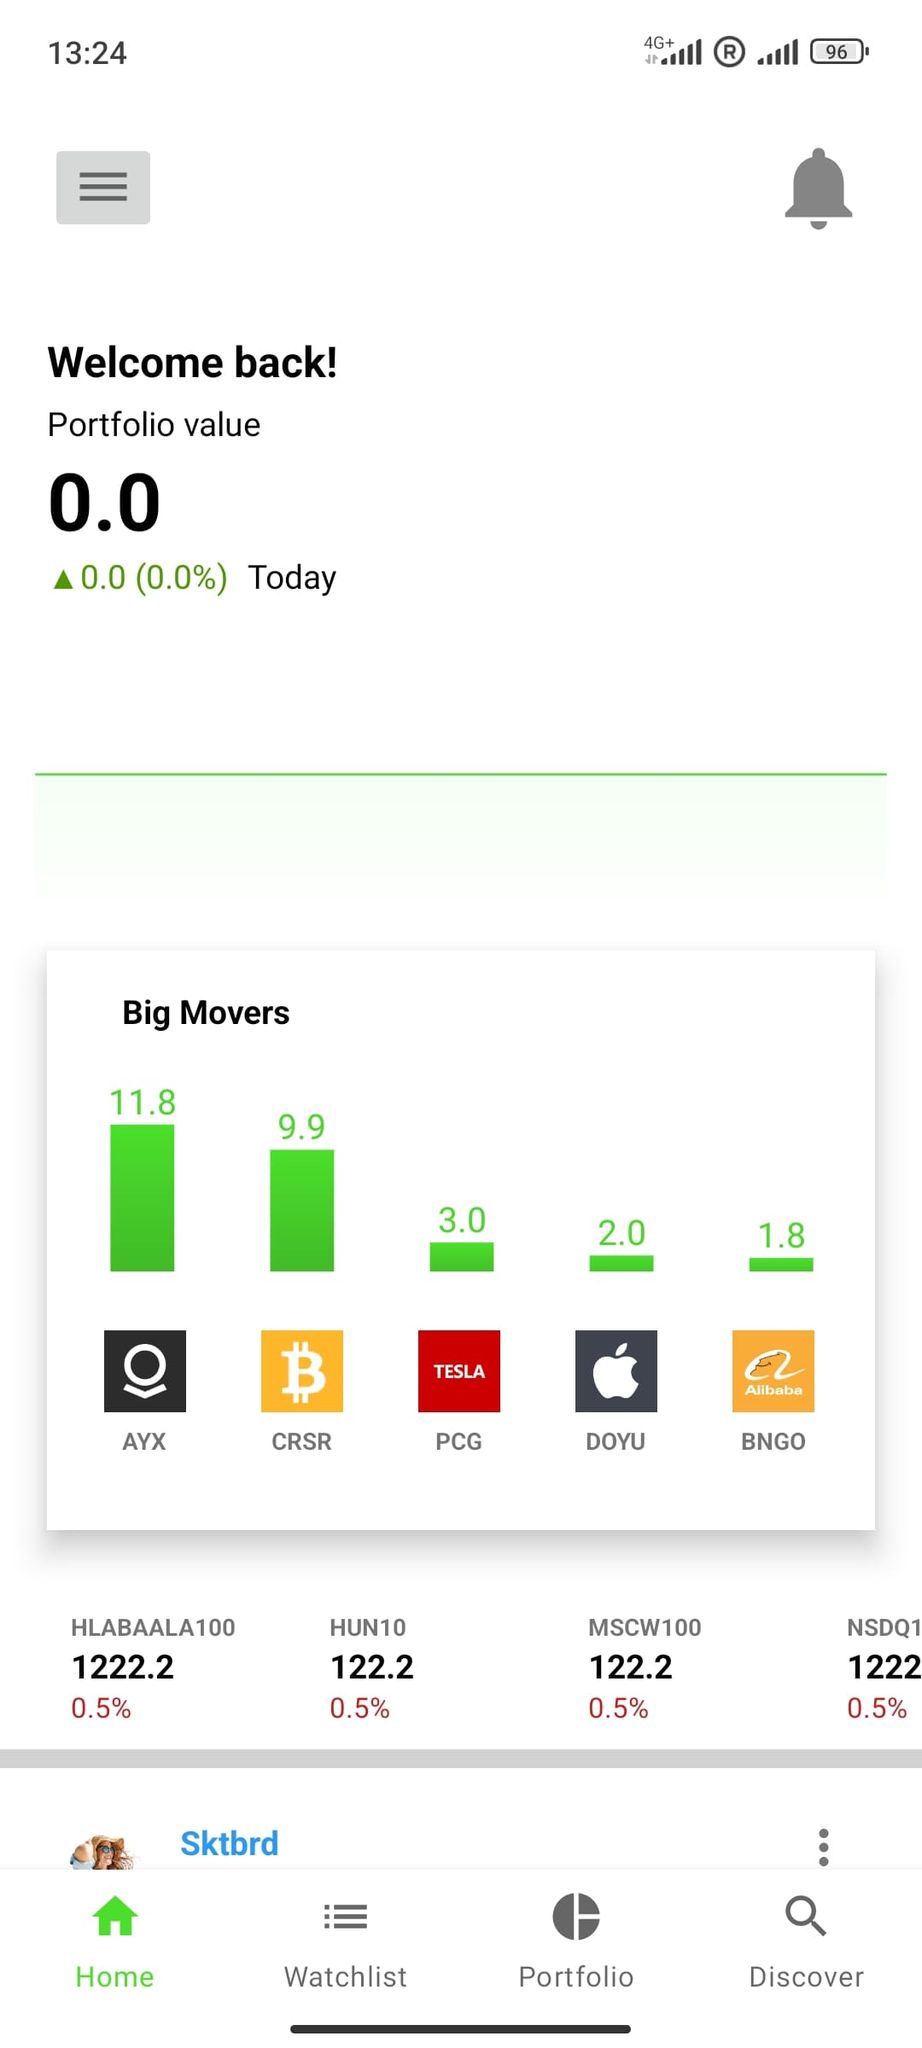 13:24
4G+
R
96
Welcome back!
Portfolio value
0.0
▲0.0 (0.0%) Today
Big Movers
11.8
9.9
3.0
2.0
1.8
TESLA
Alibaba
AYX CRSR PCG DOYU BNGO
HLABAALA100 HUN10 MSCW100 NSDQ1
1222.2 122.2 122.2 1222
0.5% 0.5% 0.5% 0.5%
Sktbrd
Home Watchlist Portfolio Discover